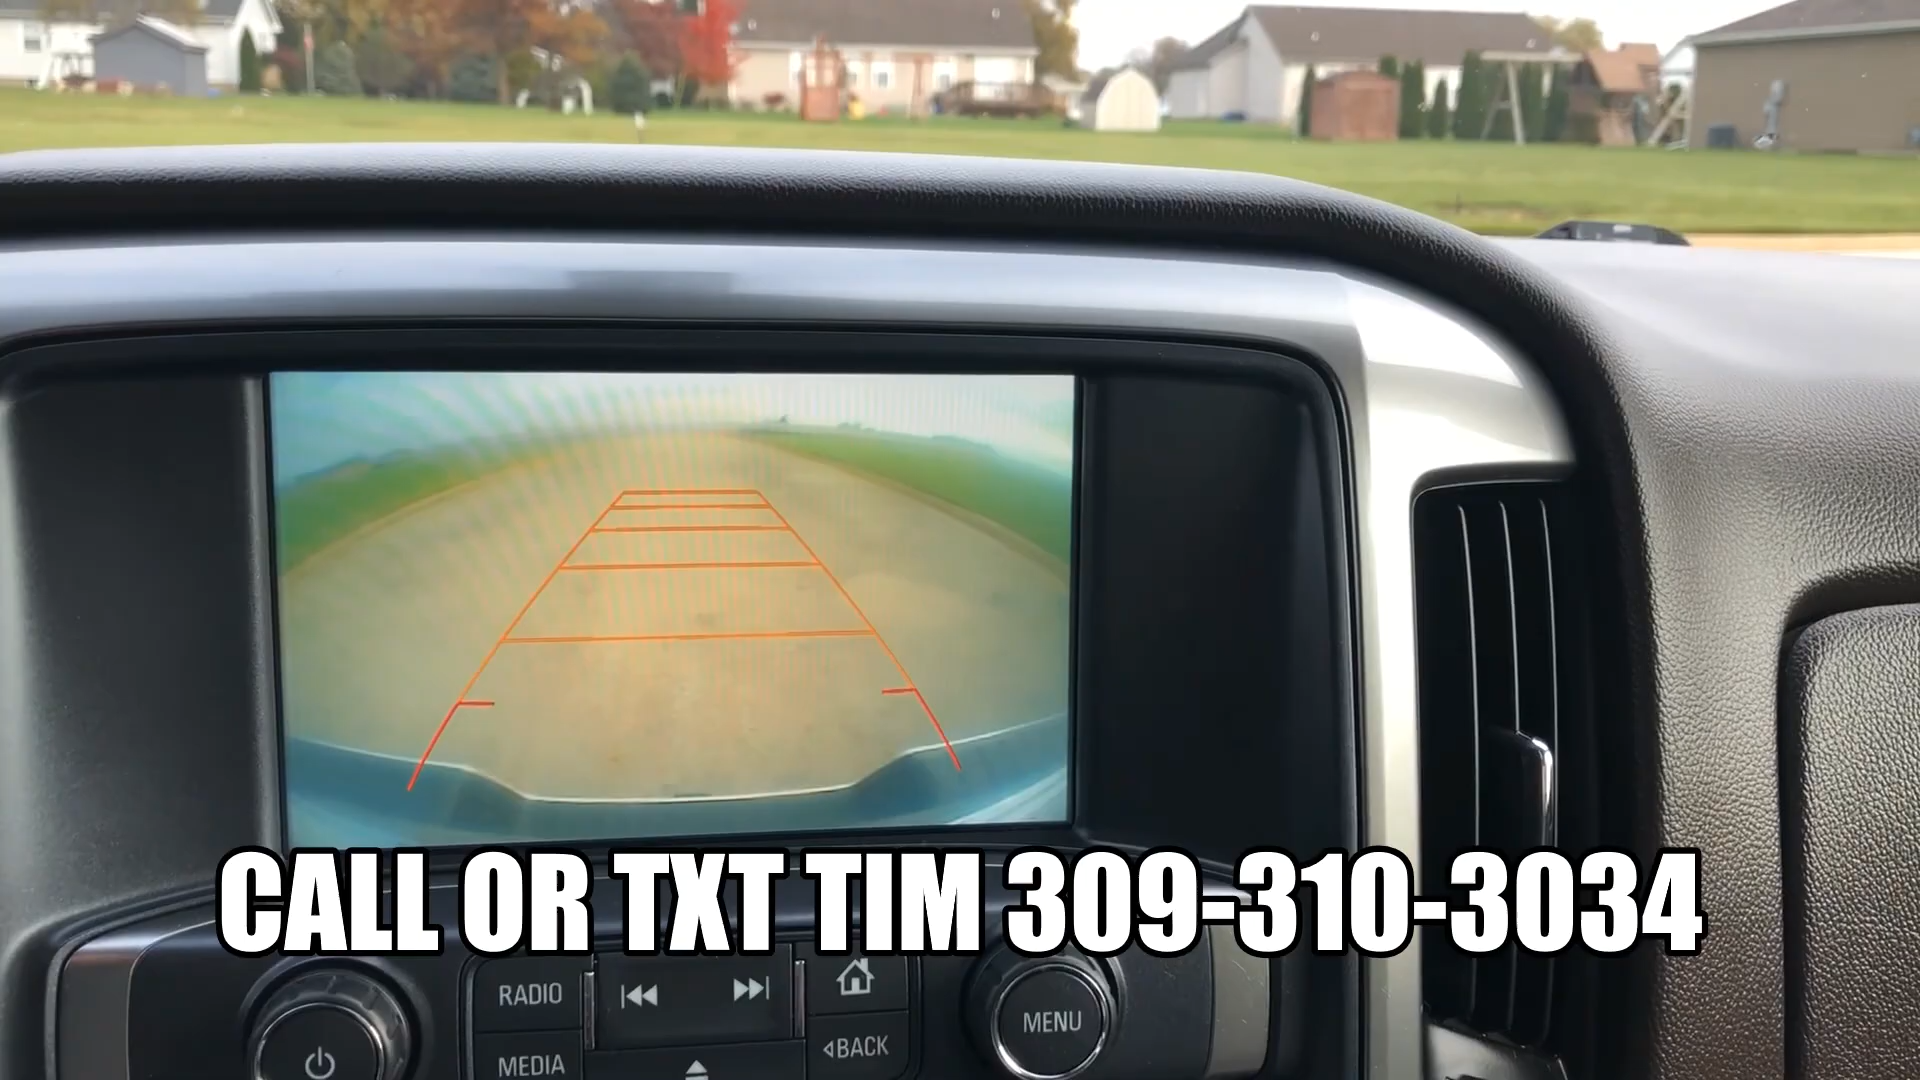 CALL OR TXT TIM 309-310-3034
RADIO
MENU
MEDIA
BACK